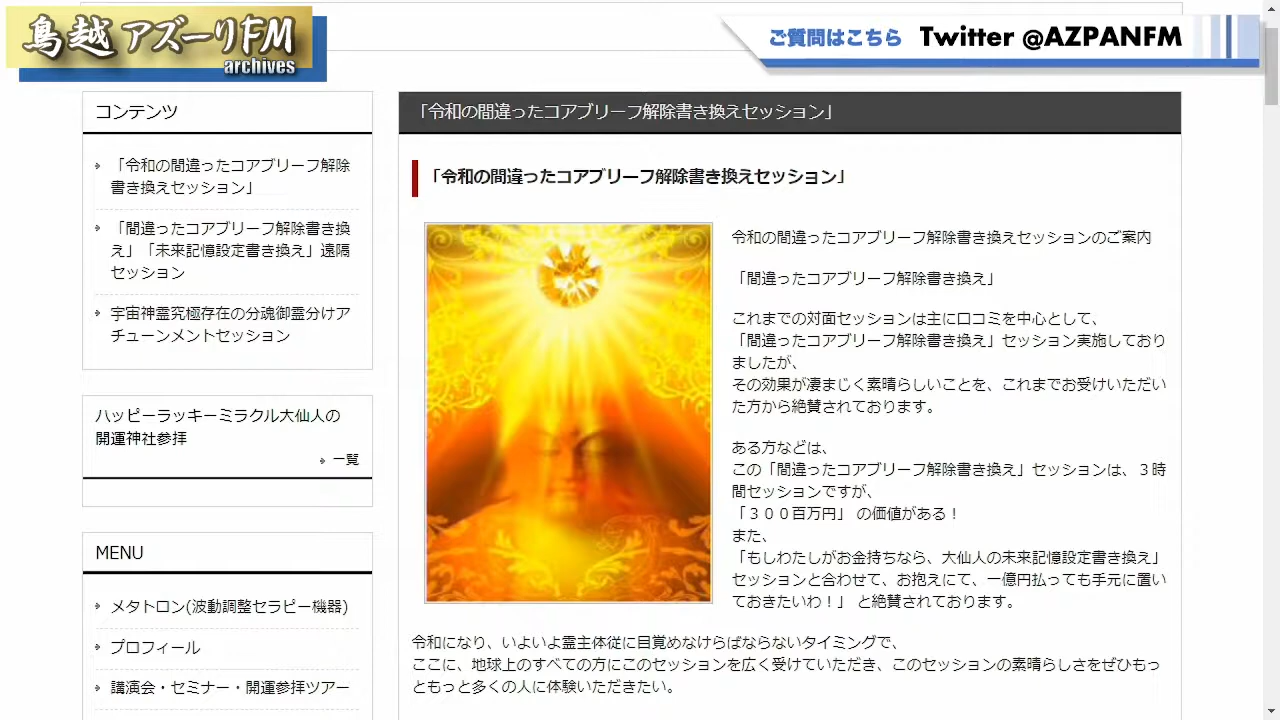 鳥越アズーリFM
archives
ご質問はこちら Twitter @AZPANFM
コンテンツ
「令和の間違ったコアブリーフ解除
書き換えセッション」
「間違ったコアブリーフ解除書き換
え」「未来記憶設定書き換え」遠隔
セッション
宇宙神霊究極存在の分魂御霊分けア
チューンメントセッション
ハッピーラッキーミラクル大仙人の
開運神社参拝
一覧
MENU
メタトロン(波動調整セラピー機器)
プロフィール
講演会・セミナー・開運参拝ツアー
「令和の間違ったコアブリーフ解除書き換えセッション」
「令和の間違ったコアブリーフ解除書き換えセッション」
令和の間違ったコアブリーフ解除書き換えセッションのご案内
「間違ったコアブリーフ解除書き換え」
これまでの対面セッションは主に口コミを中心として、
「間違ったコアブリーフ解除書き換え」セッション実施しており
ましたが、
その効果が凄まじく素晴らしいことを、これまでお受けいただい
た方から絶賛されております。
ある方などは、
この「間違ったコアブリーフ解除書き換え」セッションは、３時
間セッションですが、
「３００百万円」 の価値がある！
また、
「もしわたしがお金持ちなら、大仙人の未来記憶設定書き換え」
セッションと合わせて、お抱えにて、一億円払っても手元に置い
ておきたいわ！」 と絶賛されております。
令和になり、いよいよ霊主体従に目覚めなけらばならないタイミングで、
ここに、地球上のすべての方にこのセッションを広く受けていただき、このセッションの素晴らしさをぜひもっ
ともっと多くの人に体験いただきたい。